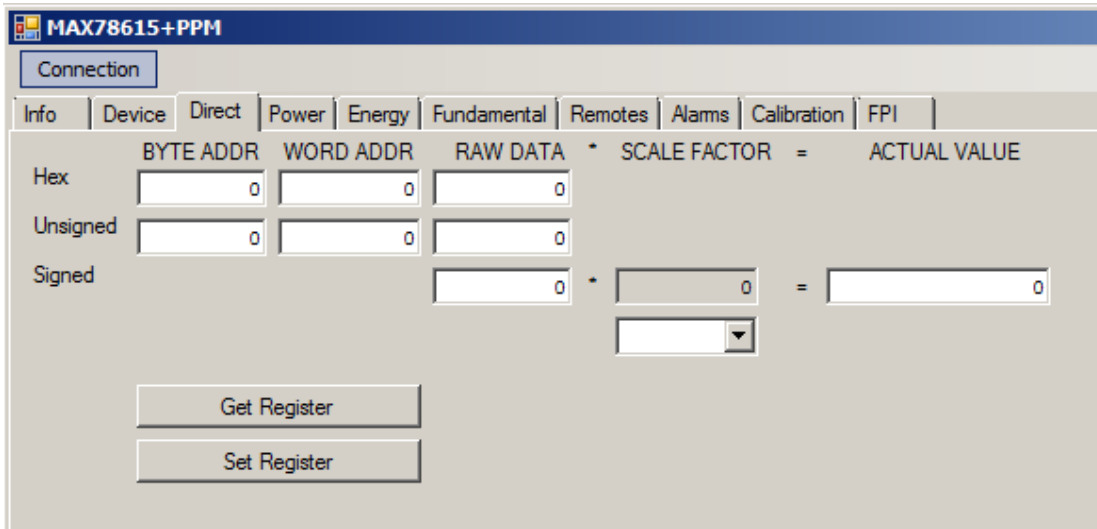 MAX78615+PPM
Connection
Info Device Direct Power Energy Fundamental Remotes Alarms Calibration FPI
BYTE ADDR WORD ADDR RAW DATA * SCALE FACTOR = ACTUAL VALUE
Hex 0 0 0
Unsigned 0 0 0
Signed 0 * 0 = 0
Get Register
Set Register